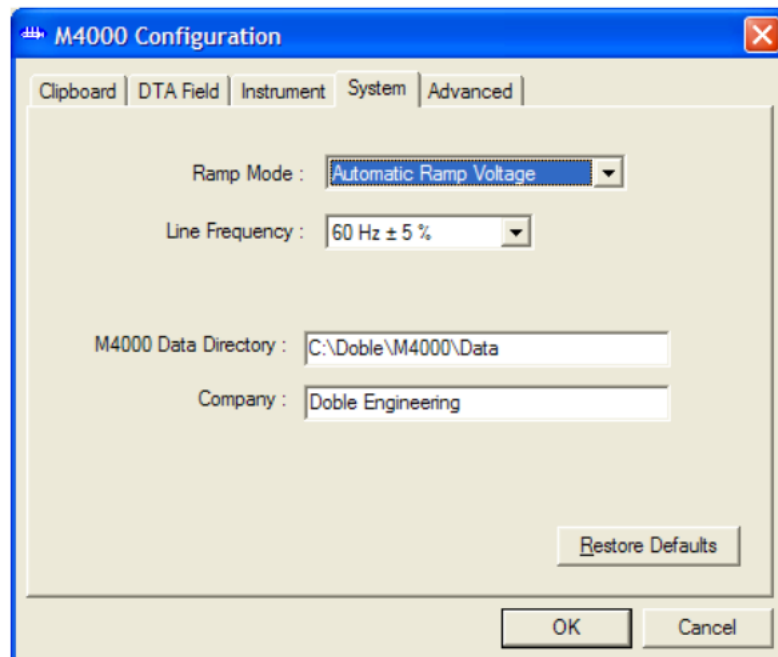 M4000 Configuration
Clipboard DTA Field Instrument System Advanced
Ramp Mode : Automatic Ramp Voltage
Line Frequency : 60 Hz ± 5 %
M4000 Data Directory : C:\Doble\M4000\Data
Company : Doble Engineering
Restore Defaults
OK Cancel